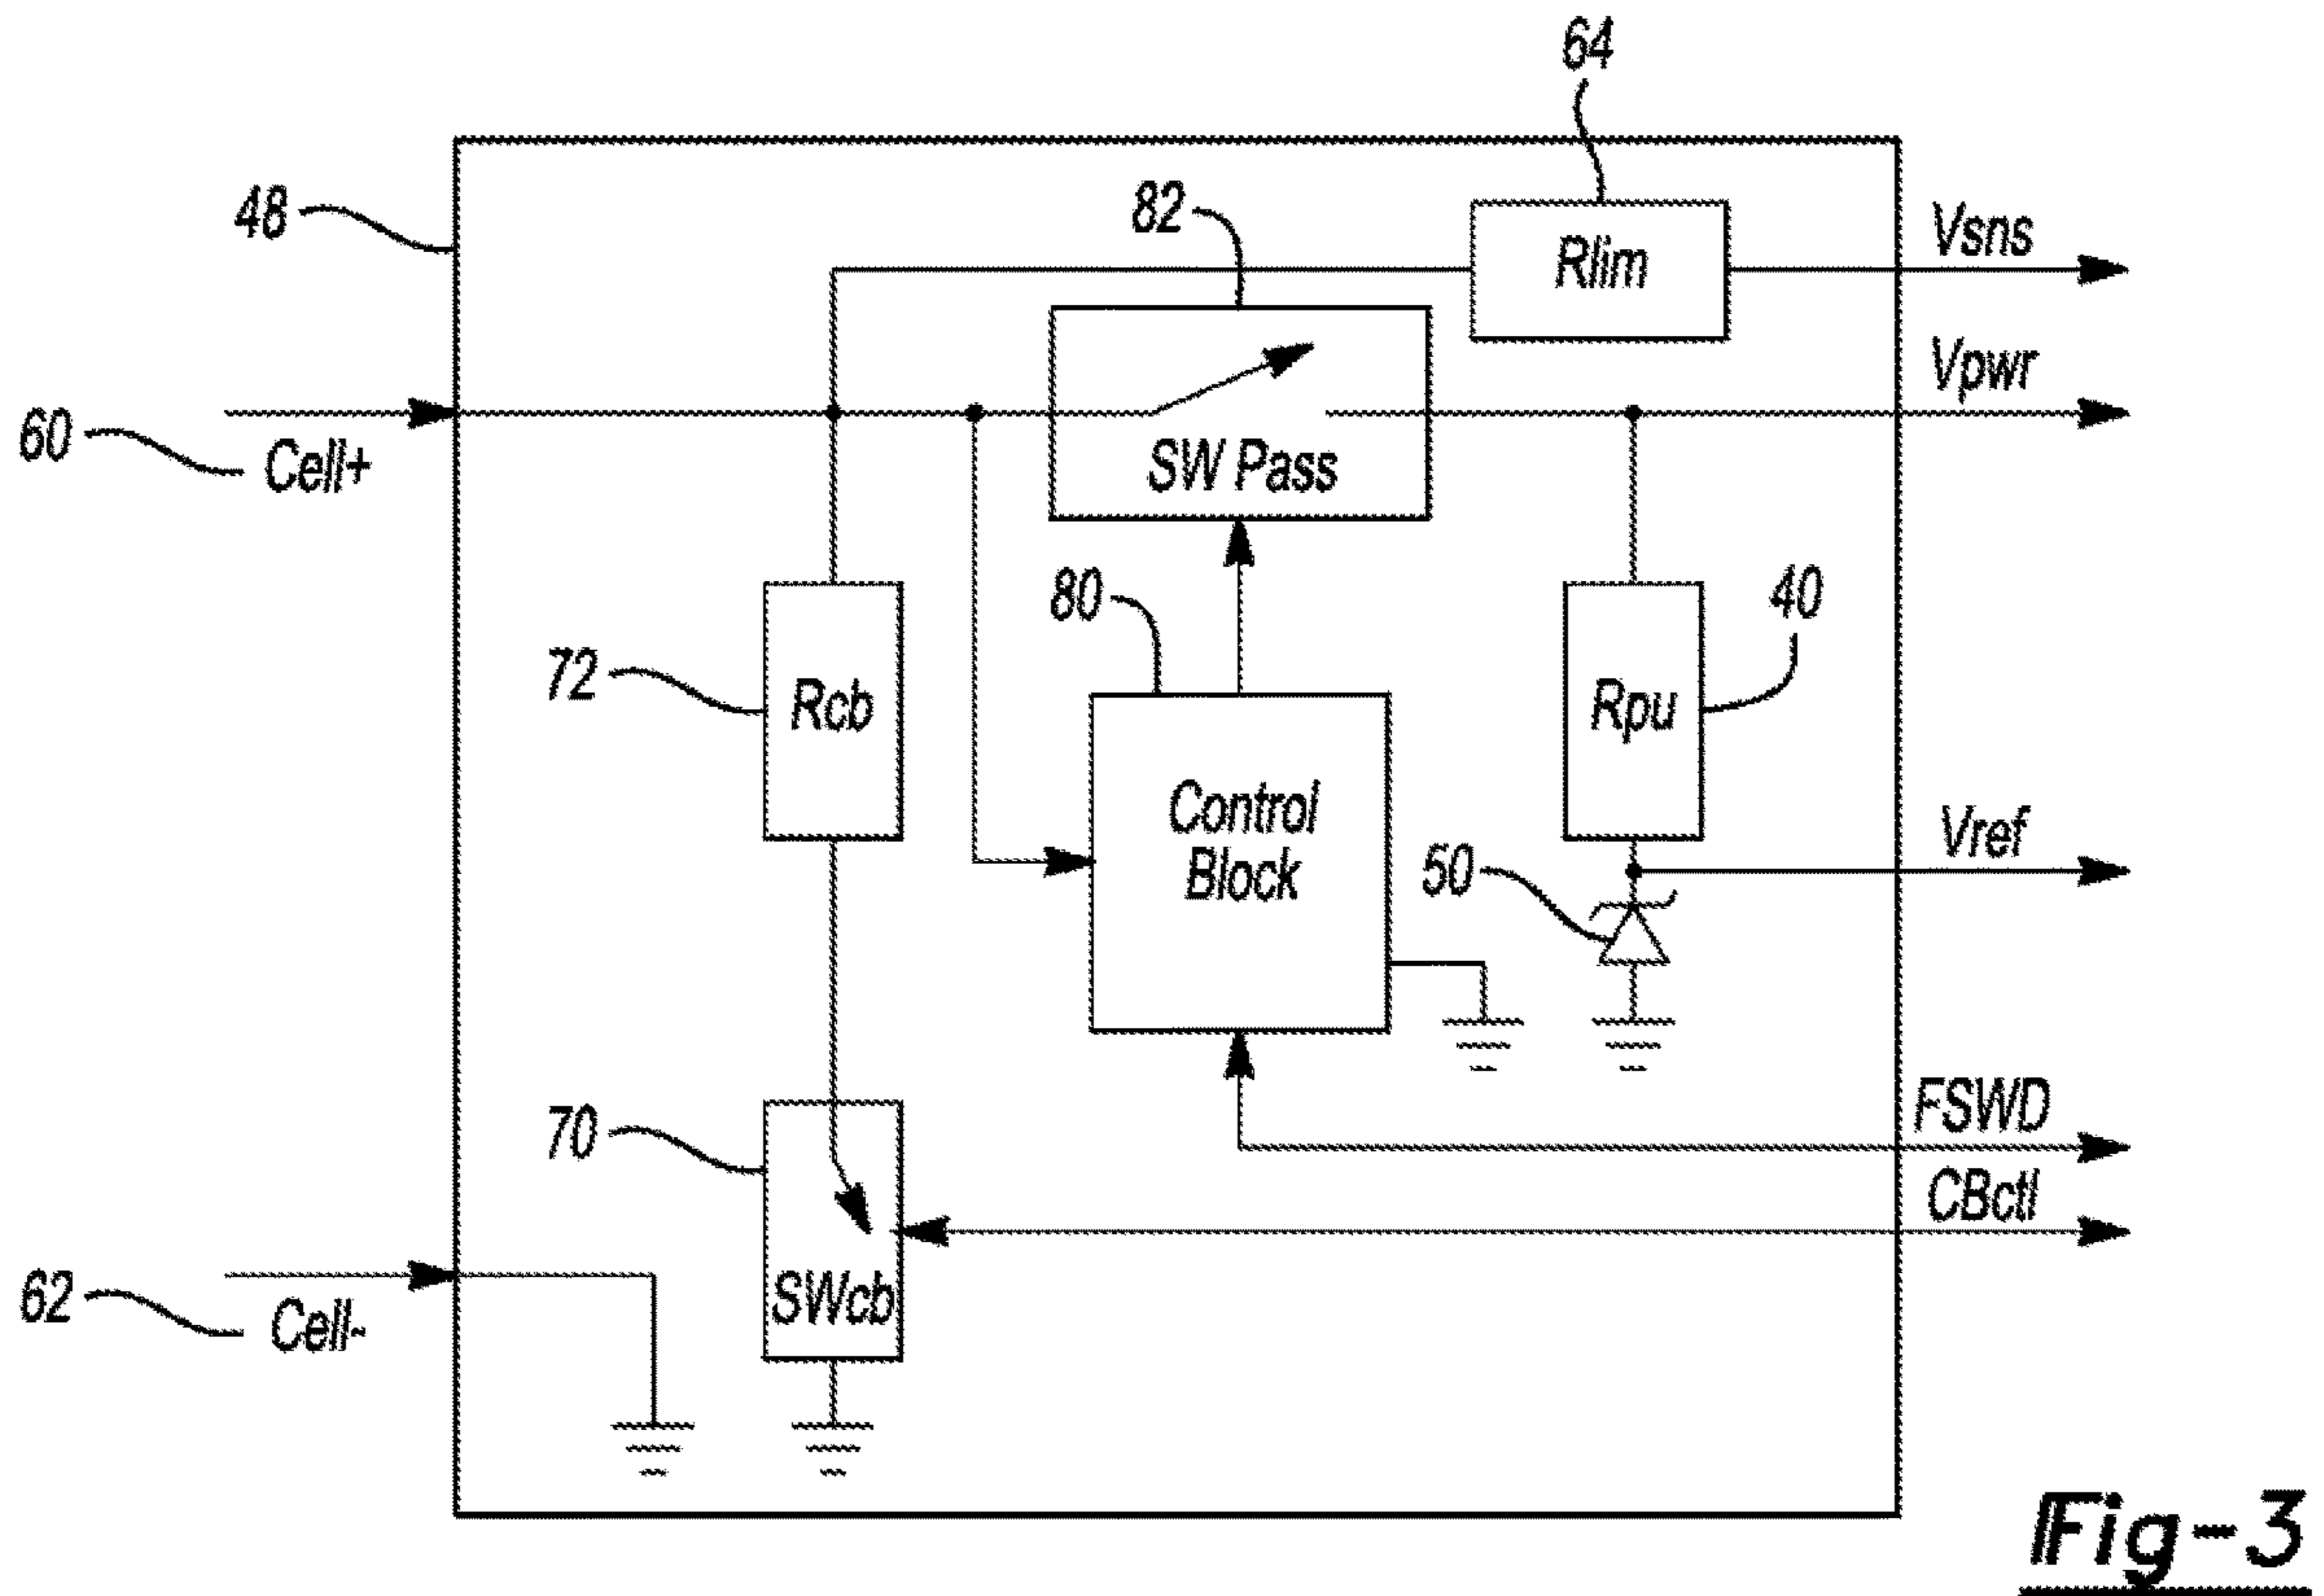 64
48
82
Rlim
Vsns
Vpwr
60
Cell+
SW Pass
80
40
72
Rcb
Rpu
Control
Block
50
Vref
70
FSWD
CBctl
62
Cell-
SWcb
Fig-3